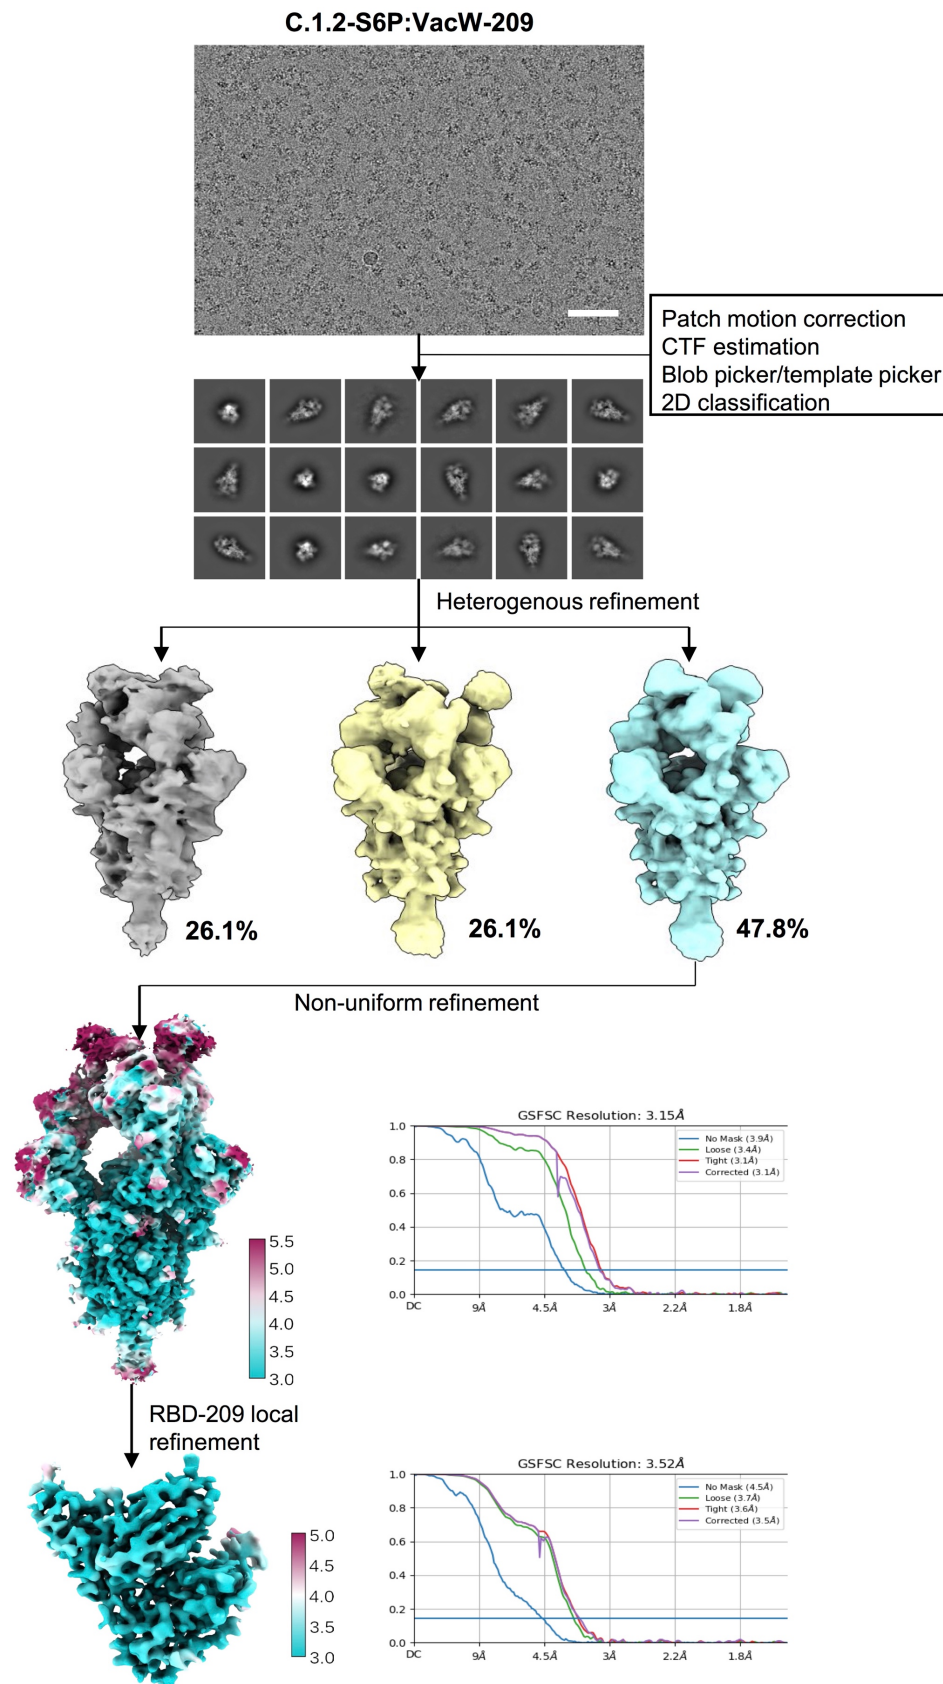 C.1.2-S6P:VacW-209
Patch motion correction
CTF estimation
Blob picker/template picker
2D classification
Heterogenous refinement
26.1%
26.1%
47.8%
Non-uniform refinement
5.5
5.0
4.5
4.0
3.5
3.0
GSFSC Resolution: 3.15Å
No Mask (3.9Å)
Loose (3.4Å)
Tight (3.1Å)
Corrected (3.1Å)
1.0
0.8
0.6
0.4
0.2
0.0
DC 9Å 4.5Å 3Å 2.2Å 1.8Å
RBD-209 local
refinement
5.0
4.5
4.0
3.5
3.0
GSFSC Resolution: 3.52Å
No Mask (4.5Å)
Loose (3.7Å)
Tight (3.6Å)
Corrected (3.5Å)
1.0
0.8
0.6
0.4
0.2
0.0
DC 9Å 4.5Å 3Å 2.2Å 1.8Å